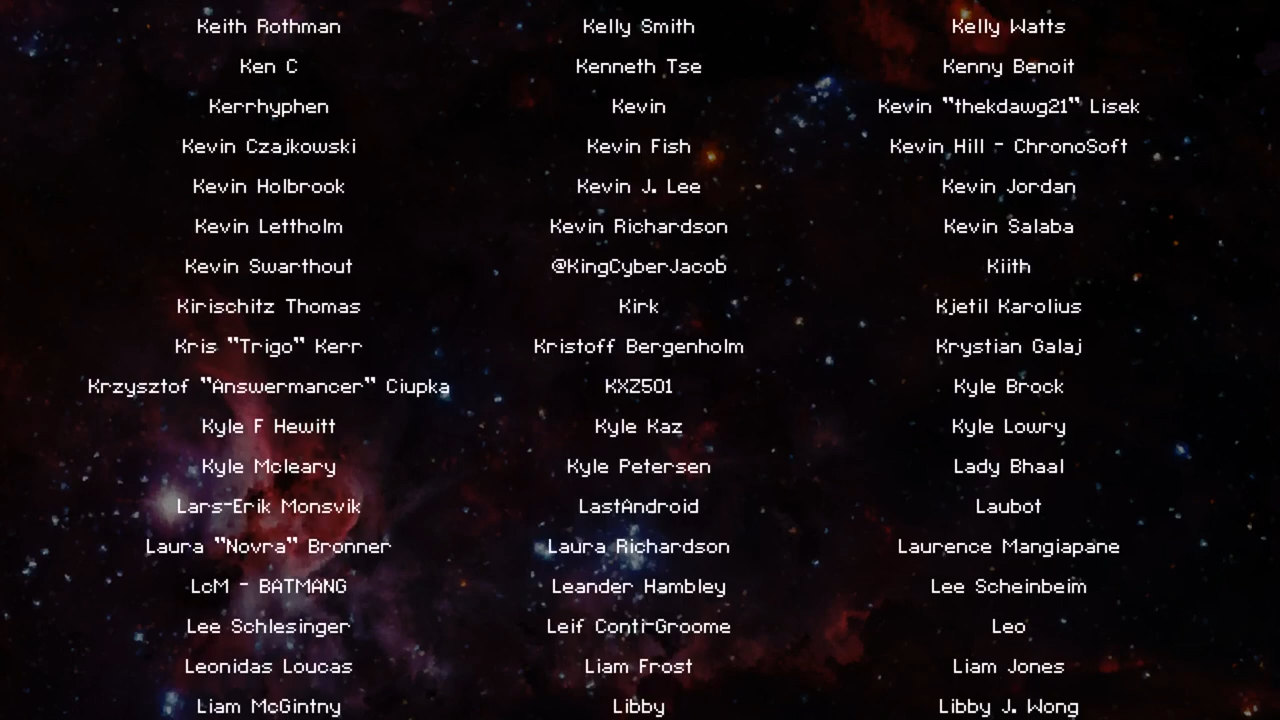 Keith Rothman Kelly Smith Kelly Watts
Ken C Kenneth Tse Kenny Benoit
Kerrhyphen Kevin Kevin "thekdawg21" Lisek
Kevin Czajkowski Kevin Fish Kevin Hill - ChronoSoft
Kevin Holbrook Kevin J. Lee Kevin Jordan
Kevin Lettholm Kevin Richardson Kevin Salaba
Kevin Swarthout @KingCyberJacob Kiith
Kirischitz Thomas Kirk Kjetil Karolius
Kris "Trigo" Kerr Kristoff Bergenholm Krystian Galaj
Krzysztof "Answermancer" Ciupka KXZ501 Kyle Brock
Kyle F Hewitt Kyle Kaz Kyle Lowry
Kyle Mcleary Kyle Petersen Lady Bhaal
Lars-Erik Monsvik LastAndroid Laubot
Laura "Novra" Bronner Laura Richardson Laurence Mangiapane
LcM - BATMANG Leander Hambley Lee Scheinbeim
Lee Schlesinger Leif Conti-Groome Leo
Leonidas Loucas Liam Frost Liam Jones
Liam McGintny Libby Libby J. Wong